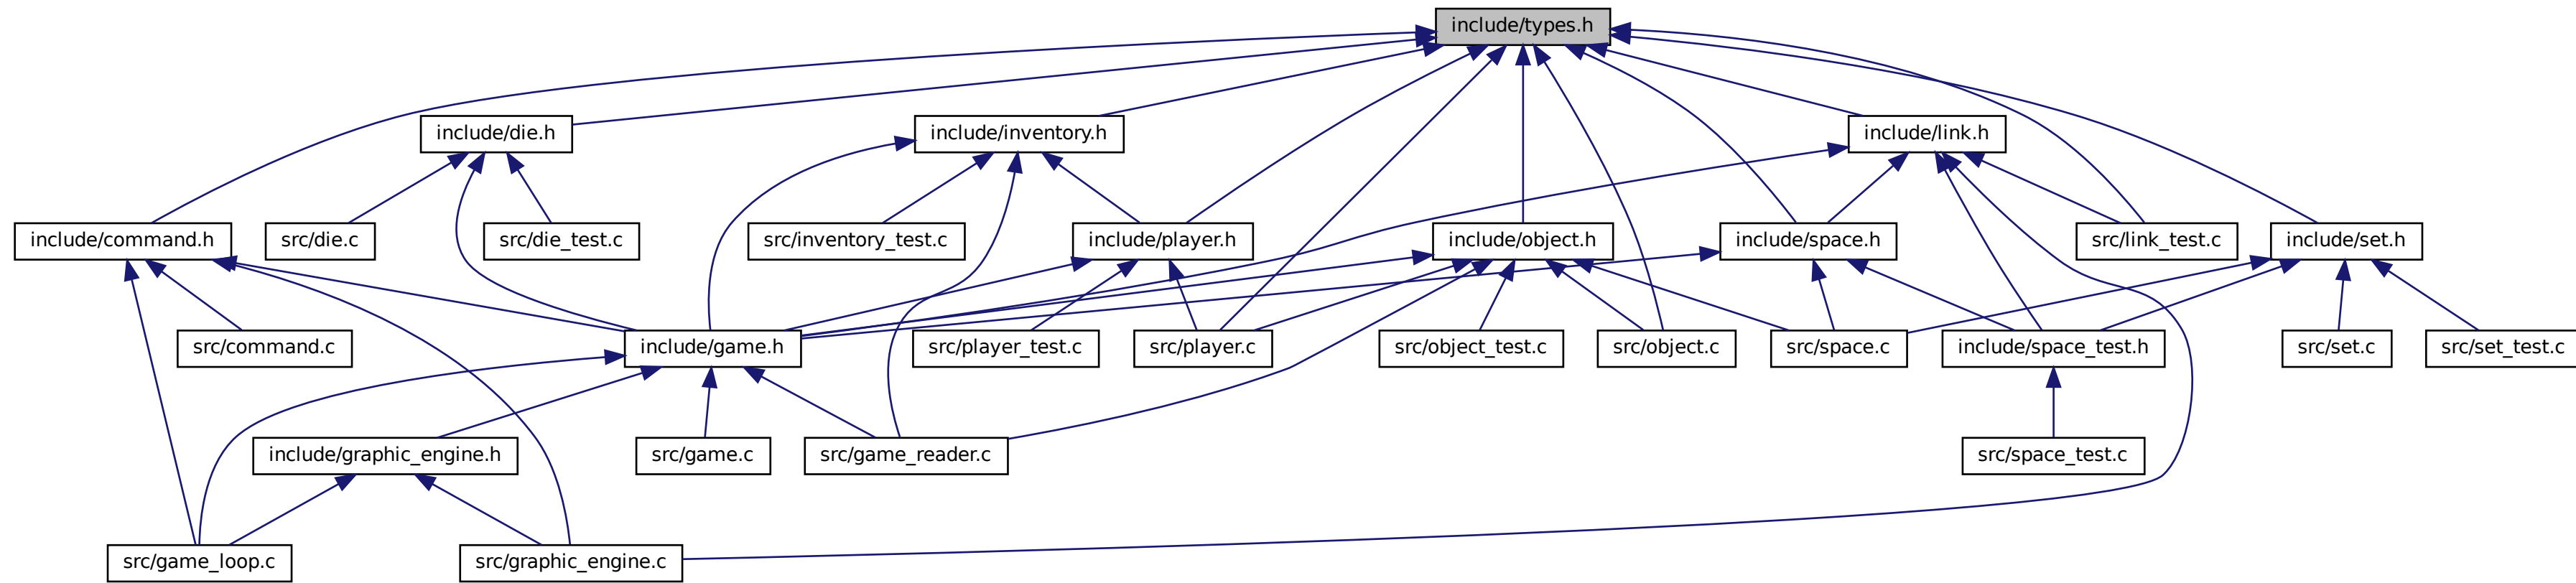 include/types.h
include/die.h
include/inventory.h
include/link.h
include/command.h
src/die.c
src/die_test.c
src/inventory_test.c
include/player.h
include/object.h
include/space.h
src/link_test.c
include/set.h
src/command.c
include/game.h
src/player_test.c
src/player.c
src/object_test.c
src/object.c
src/space.c
include/space_test.h
src/set.c
src/set_test.c
include/graphic_engine.h
src/game.c
src/game_reader.c
src/space_test.c
src/game_loop.c
src/graphic_engine.c